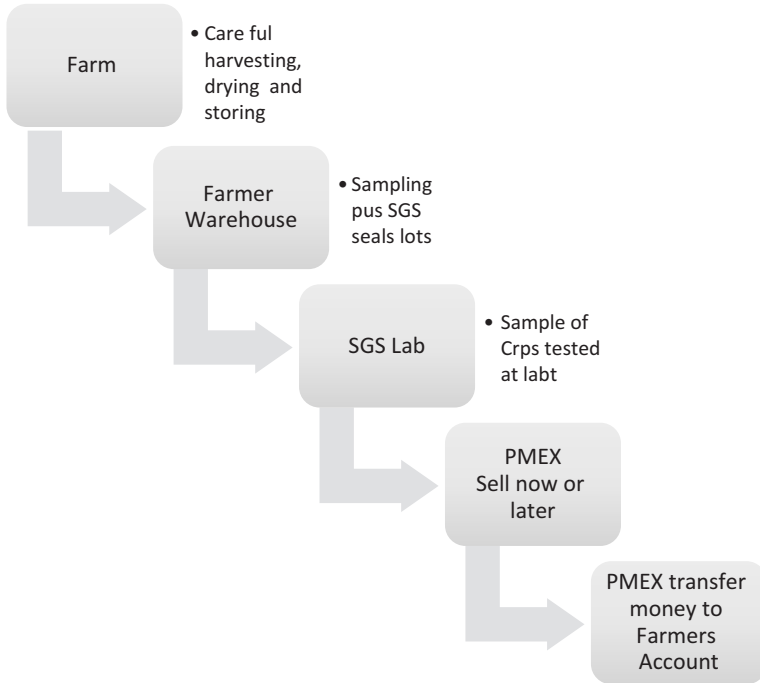 Farm
• Care ful
harvesting,
drying and
storing
Farmer
Warehouse
• Sampling
pus SGS
seals lots
SGS Lab
• Sample of
Crps tested
at labt
PMEX
Sell now or
later
PMEX transfer
money to
Farmers
Account